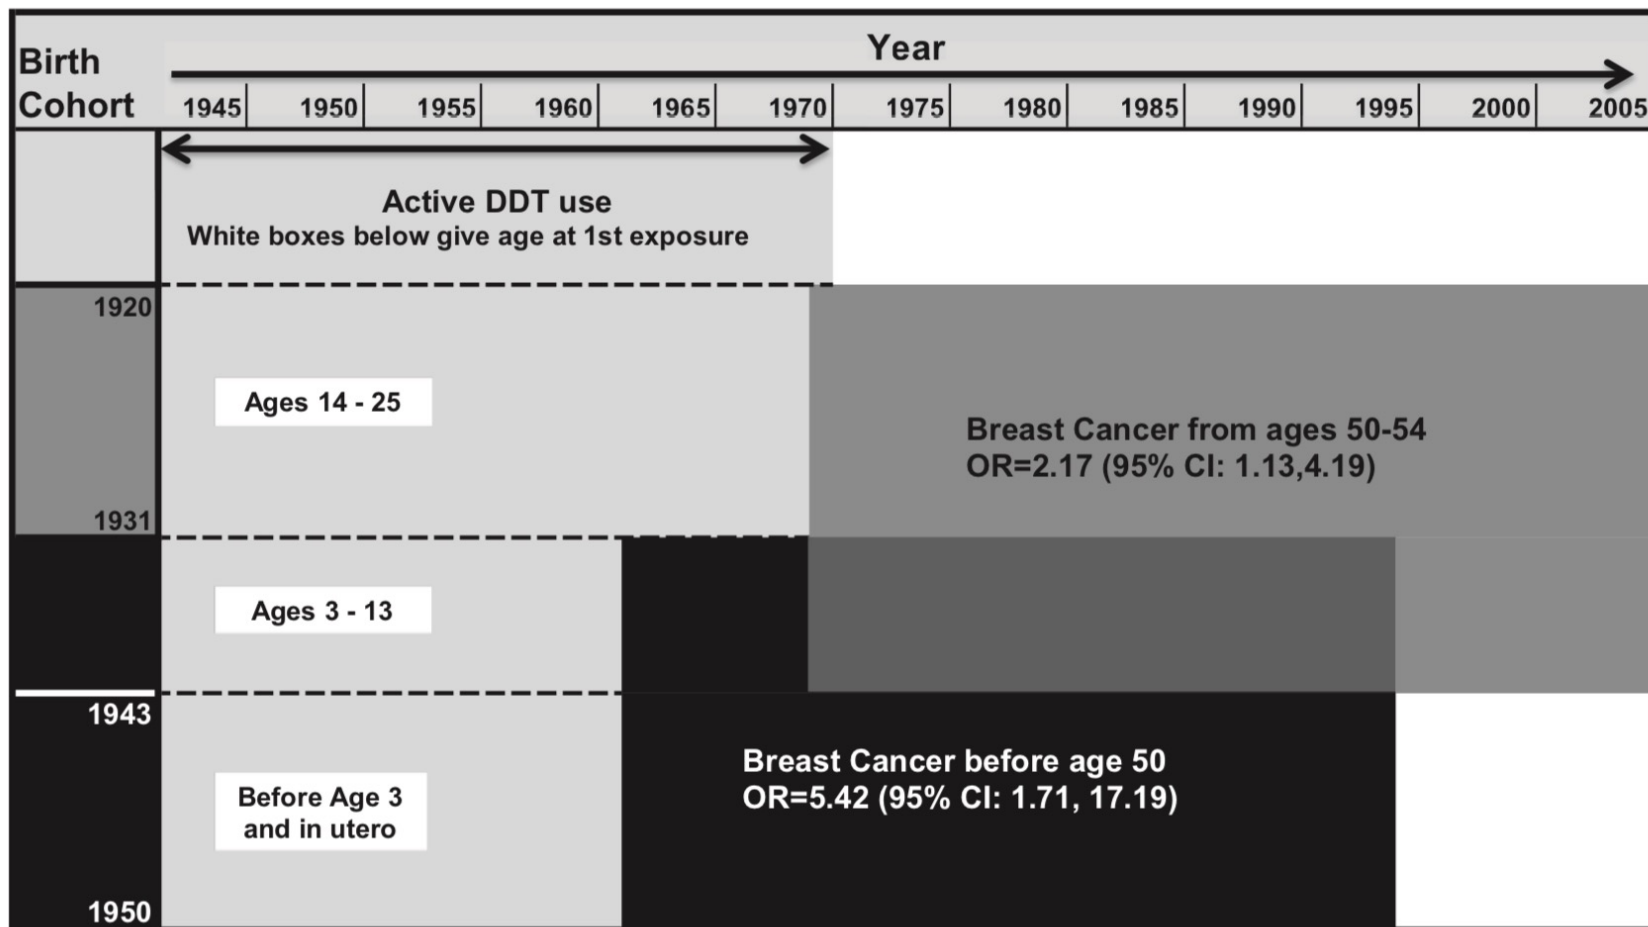 Year
Birth
Cohort
1945 1950 1955 1960 1965 1970 1975 1980 1985 1990 1995 2000 2005
Active DDT use
White boxes below give age at 1st exposure
1920
Ages 14 - 25
Breast Cancer from ages 50-54
OR=2.17 (95% CI: 1.13,4.19)
1931
Ages 3 - 13
1943
Breast Cancer before age 50
OR=5.42 (95% CI: 1.71, 17.19)
Before Age 3
and in utero
1950